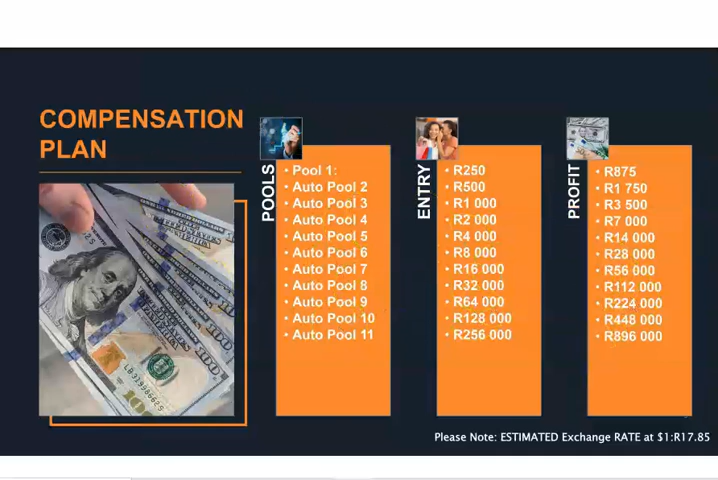 COMPENSATION
PLAN
POOLS
• Pool 1:
• Auto Pool 2
• Auto Pool 3
• Auto Pool 4
• Auto Pool 5
• Auto Pool 6
• Auto Pool 7
• Auto Pool 8
• Auto Pool 9
• Auto Pool 10
• Auto Pool 11
ENTRY
• R250
• R500
• R1 000
• R2 000
• R4 000
• R8 000
• R16 000
• R32 000
• R64 000
• R128 000
• R256 000
PROFIT
• R875
• R1 750
• R3 500
• R7 000
• R14 000
• R28 000
• R56 000
• R112 000
• R224 000
• R448 000
• R896 000
Please Note: ESTIMATED Exchange RATE at $1:R17.85